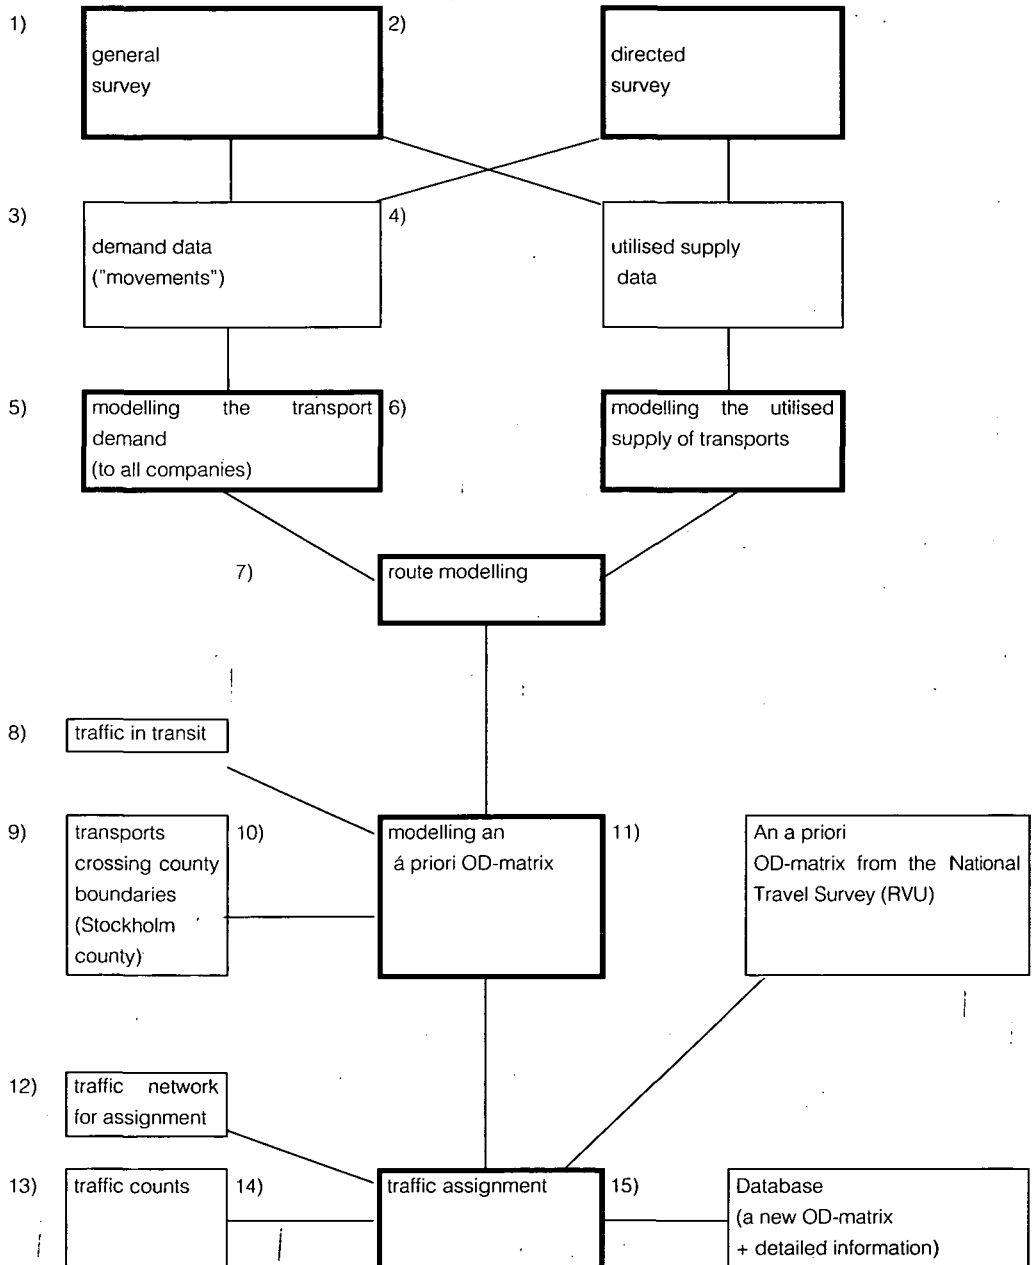 1)
general
survey
2)
directed
survey
3)
demand data
("movements")
4)
utilised supply
data
5)
modelling the transport
demand
(to all companies)
6)
modelling the utilised
supply of transports
7)
route modelling
8)
traffic in transit
9)
transports
crossing county
boundaries
(Stockholm
county)
10)
modelling an
á priori OD-matrix
11)
An a priori
OD-matrix from the National
Travel Survey (RVU)
12)
traffic network
for assignment
13)
traffic counts
14)
traffic assignment
15)
Database
(a new OD-matrix
+ detailed information)